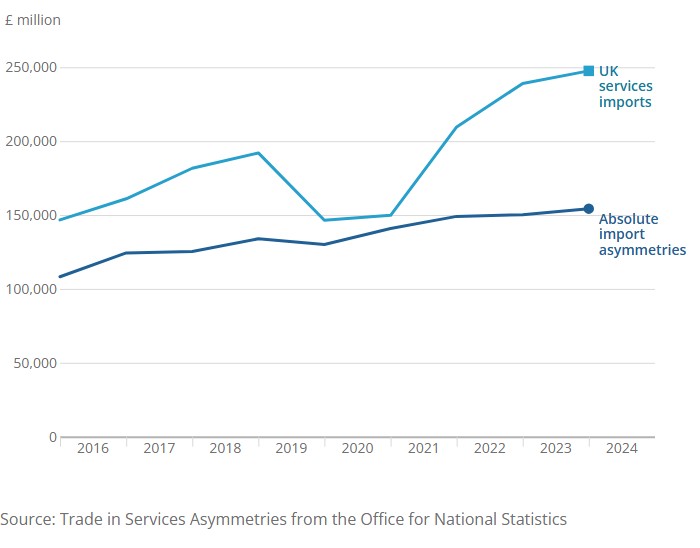 £ million
250,000
200,000
150,000
100,000
50,000
0
UK
services
imports
Absolute
import
asymmetries
2016 2017 2018 2019 2020 2021 2022 2023 2024
Source: Trade in Services Asymmetries from the Office for National Statistics